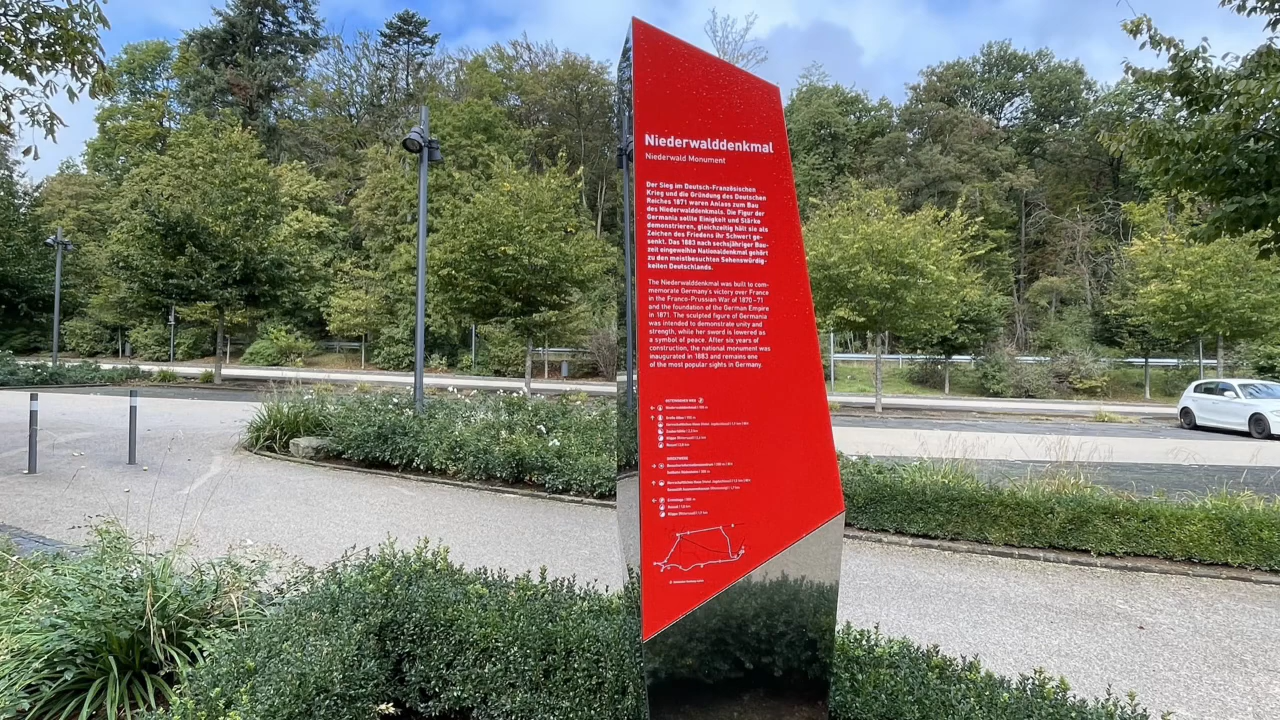 Niederwalddenkmal
Niederwald Monument
Der Sieg im Deutsch-Französischen
Krieg und die Gründung des Deutschen
Reiches 1871 waren Anlass zum Bau
des Niederwalddenkmals. Die Figur der
Germania sollte Einigkeit und Stärke
demonstrieren, gleichzeitig hält sie als
Zeichen des Friedens ihr Schwert ge-
senkt. Das 1883 nach sechsjähriger Bau-
zeit eingeweihte Nationaldenkmal gehört
zu den meistbesuchten Sehenswürdig-
keiten Deutschlands.
The Niederwalddenkmal was built to com-
memorate Germany's victory over France
in the Franco-Prussian War of 1870–71
and the foundation of the German Empire
in 1871. The sculpted figure of Germania
was intended to demonstrate unity and
strength, while her sword is lowered as
a symbol of peace. After six years of
construction, the national monument was
inaugurated in 1883 and remains one
of the most popular sights in Germany.
Niederwalddenkmal